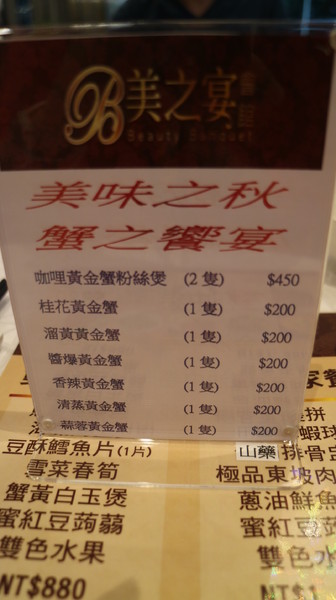 B 美之宴 會館
Beauti Banquet
美味之秋
蟹之饗宴
咖哩黃金蟹粉絲煲 (2隻) $450
桂花黃金蟹 (1隻) $200
溜黃黃金蟹 (1隻) $200
醬爆黃金蟹 (1隻) $200
香辣黃金蟹 (1隻) $200
清蒸黃金蟹 (1隻) $200
蒜蓉黃金蟹 (1隻) $200
豆酥鱈魚片(1片) 山藥排骨
雪菜春筍 極品東坡肉
蟹黃白玉煲 蔥油鮮魚
蜜紅豆蒟蒻 蜜紅豆
雙色水果 雙色水
NT$880 NT$1